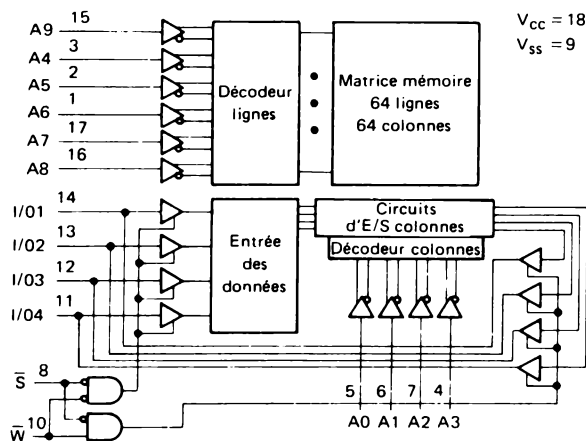 A9 15
A4 3
A5 2
A6 1
A7 17
A8 16
Décodeur
lignes
Matrice mémoire
64 lignes
64 colonnes
VCC = 18
VSS = 9
I/01 14
I/02 13
I/03 12
I/04 11
Entrée
des
données
Circuits
d'E/S colonnes
Décodeur colonnes
S̅ 8
W̅ 10
5 6 7 4
A0 A1 A2 A3